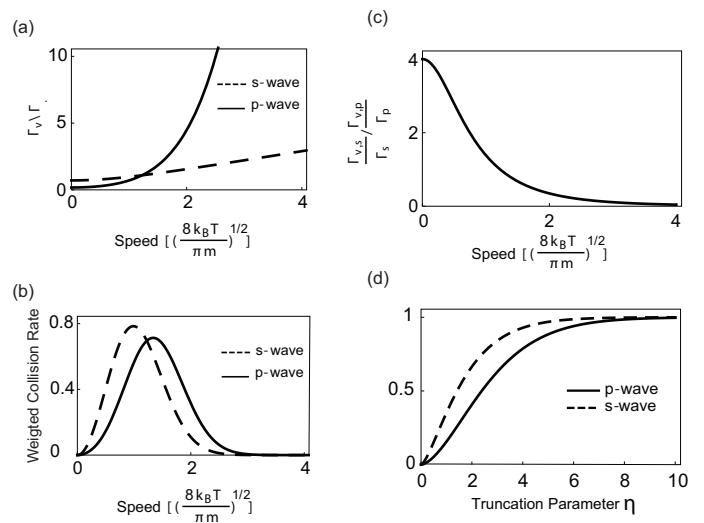 (a)
10
5
0
Γv \ Γ .
s-wave
p-wave
0
2
4
Speed [(8kBT/πm)^1/2]
(c)
4
2
0
Γv,s/Γs / Γv,p/Γp
0
2
4
Speed [(8kBT/πm)^1/2]
(b)
0.8
0.4
0
Weigted Collision Rate
s-wave
p-wave
0
2
4
Speed [(8kBT/πm)^1/2]
(d)
1
0.5
0
p-wave
s-wave
0 2 4 6 8 10
Truncation Parameter η